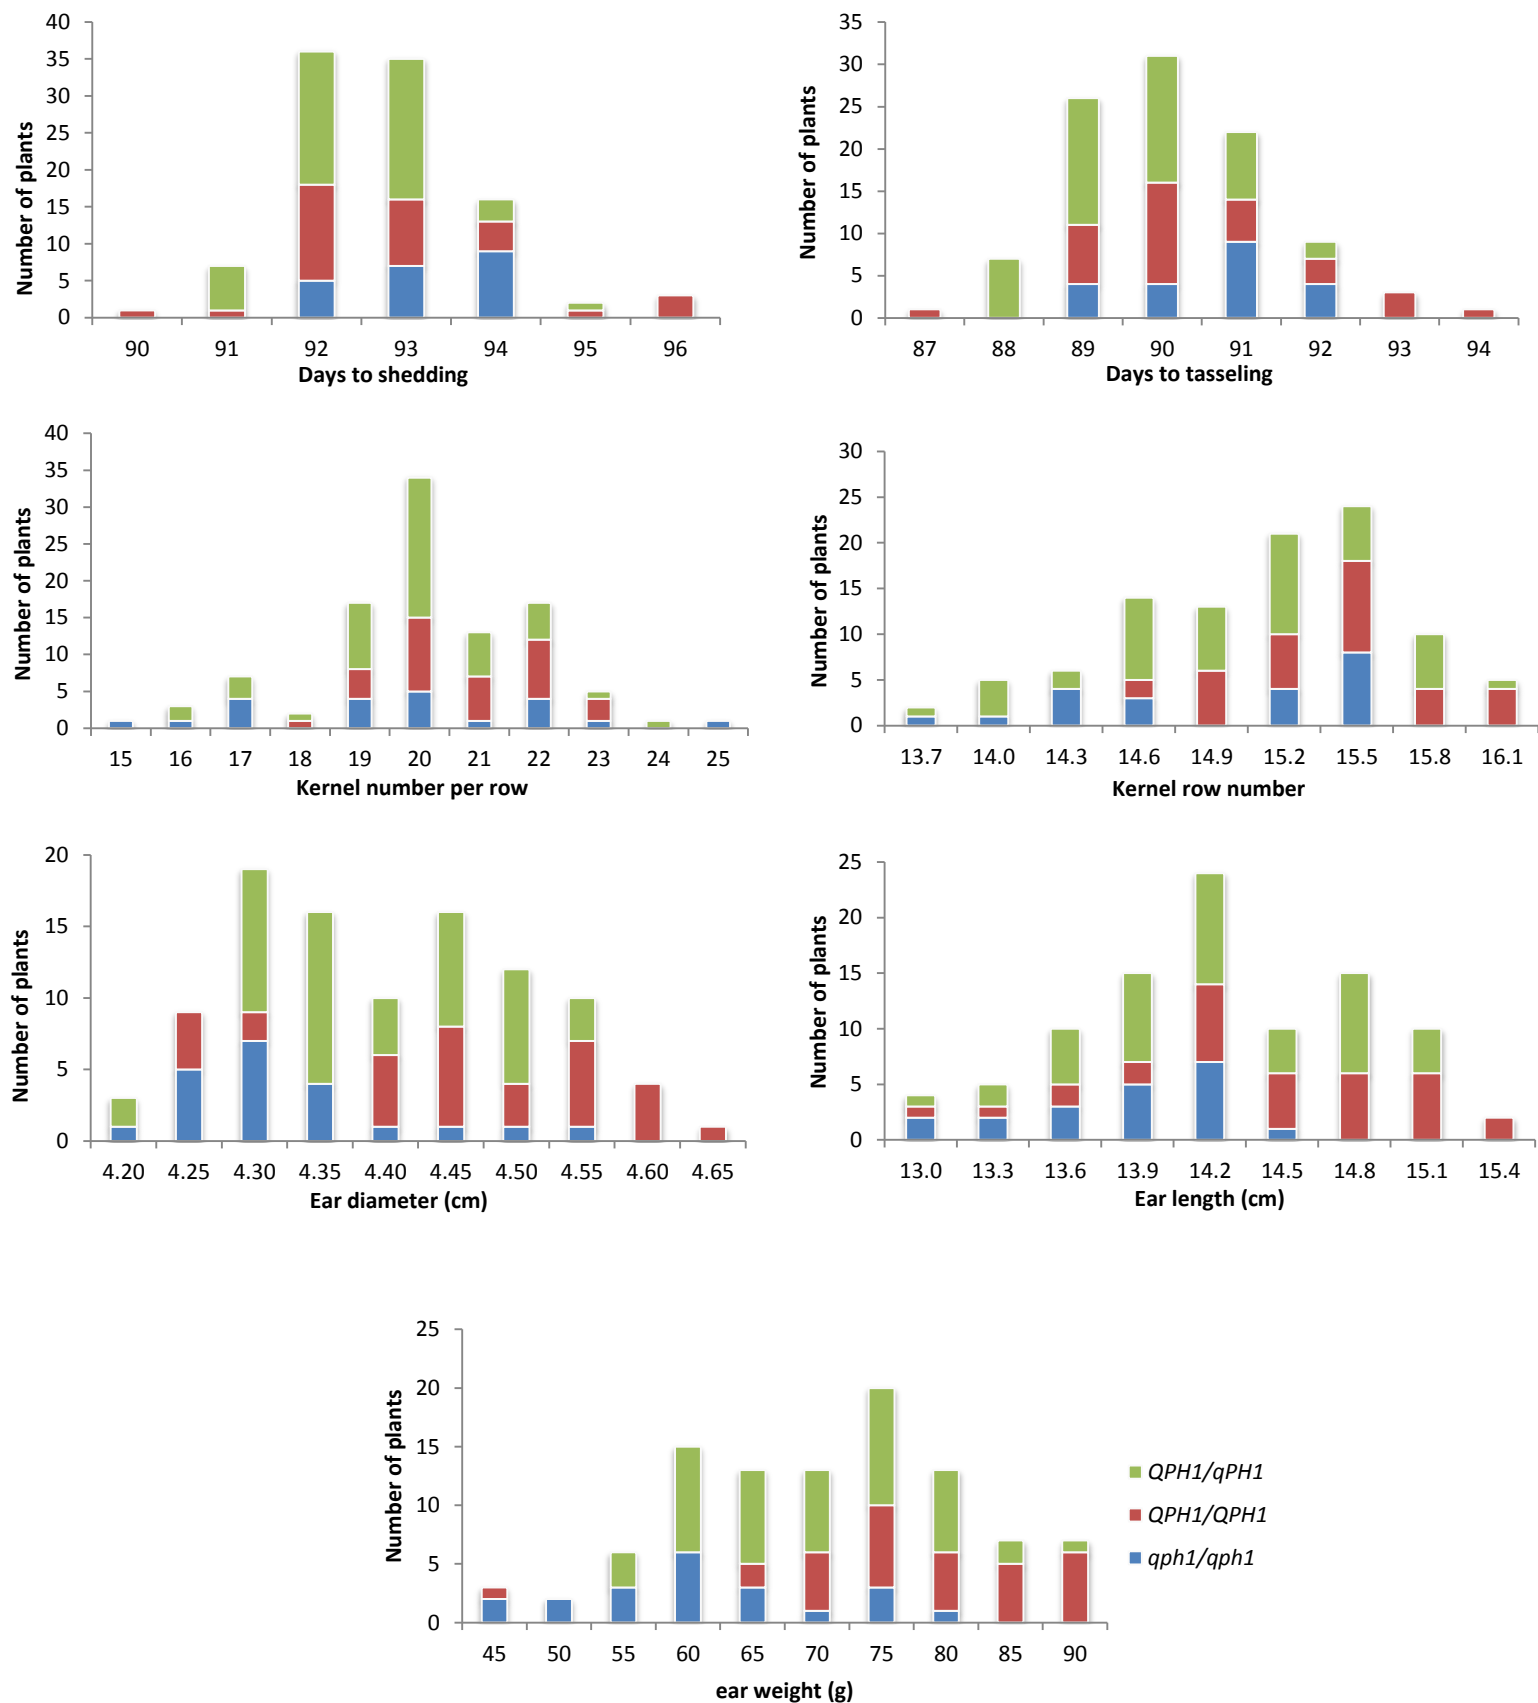 Number of plants
40
35
30
25
20
15
10
5
0
90 91 92 93 94 95 96
Days to shedding
Number of plants
35
30
25
20
15
10
5
0
87 88 89 90 91 92 93 94
Days to tasseling
Number of plants
40
35
30
25
20
15
10
5
0
15 16 17 18 19 20 21 22 23 24 25
Kernel number per row
Number of plants
30
25
20
15
10
5
0
13.7 14.0 14.3 14.6 14.9 15.2 15.5 15.8 16.1
Kernel row number
Number of plants
20
15
10
5
0
4.20 4.25 4.30 4.35 4.40 4.45 4.50 4.55 4.60 4.65
Ear diameter (cm)
Number of plants
25
20
15
10
5
0
13.0 13.3 13.6 13.9 14.2 14.5 14.8 15.1 15.4
Ear length (cm)
Number of plants
25
20
15
10
5
0
45 50 55 60 65 70 75 80 85 90
ear weight (g)
QPH1/qPH1
QPH1/QPH1
qph1/qph1